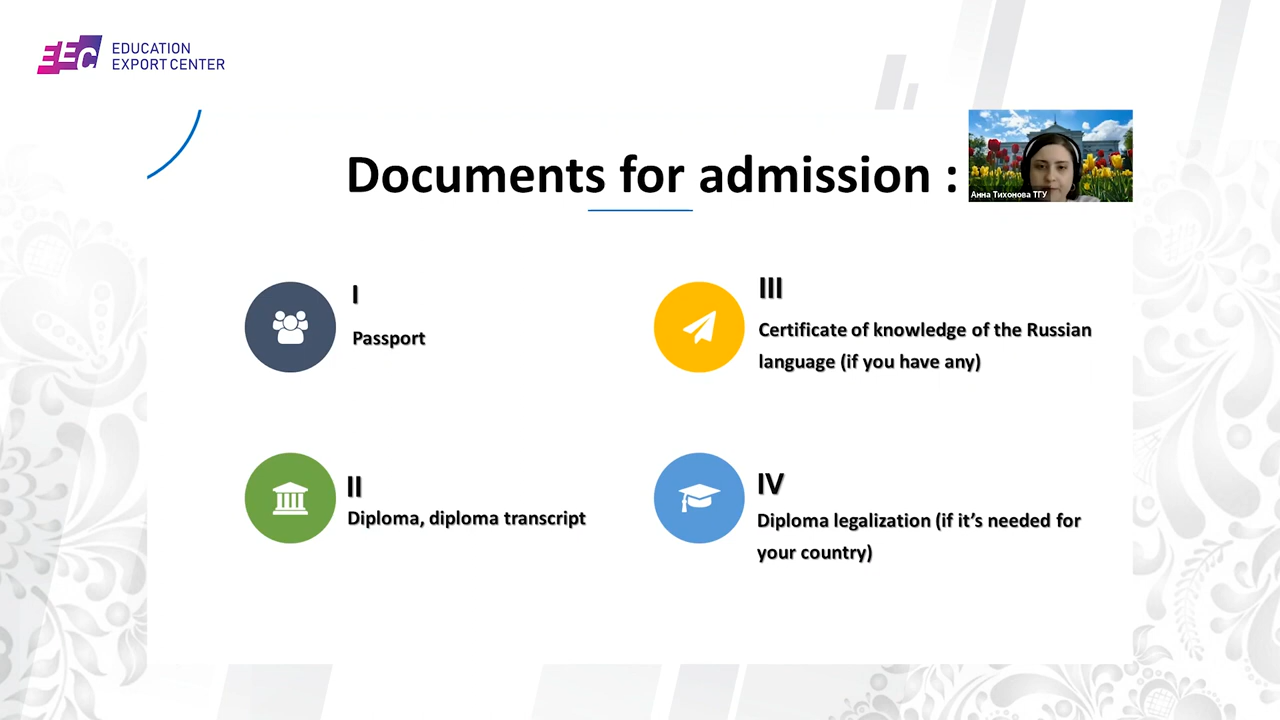 EEC
EDUCATION
EXPORT CENTER
Documents for admission :
Анна Тихонова ТГУ
I
Passport
II
Diploma, diploma transcript
III
Certificate of knowledge of the Russian
language (if you have any)
IV
Diploma legalization (if it’s needed for
your country)